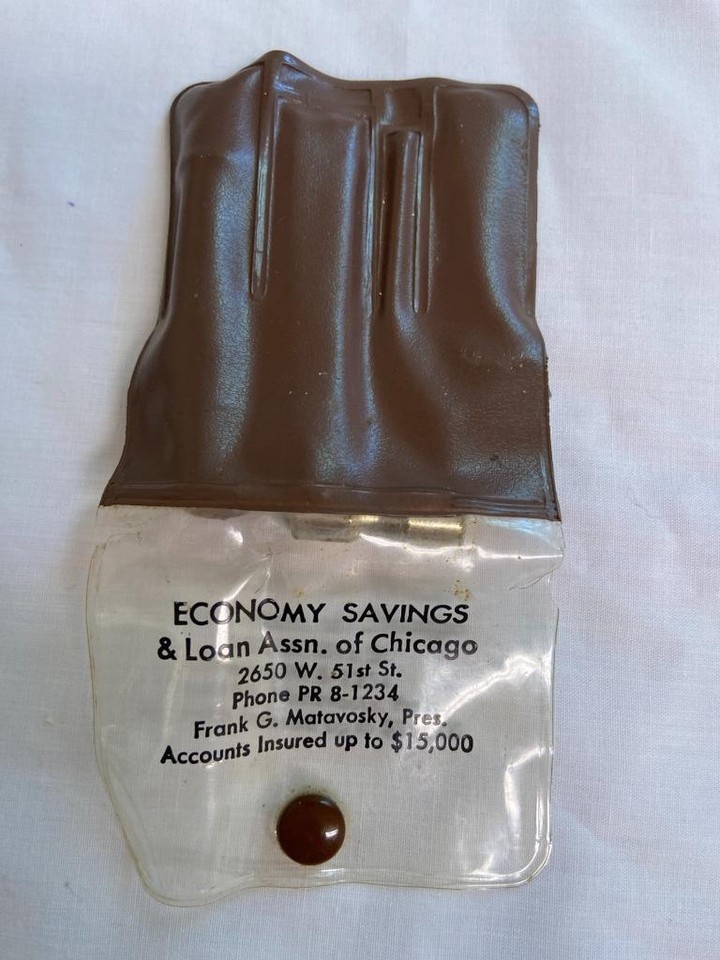 ECONOMY SAVINGS
& Loan Assn. of Chicago
2650 W. 51st St.
Phone PR 8-1234
Frank G. Matavosky, Pres.
Accounts Insured up to $15,000